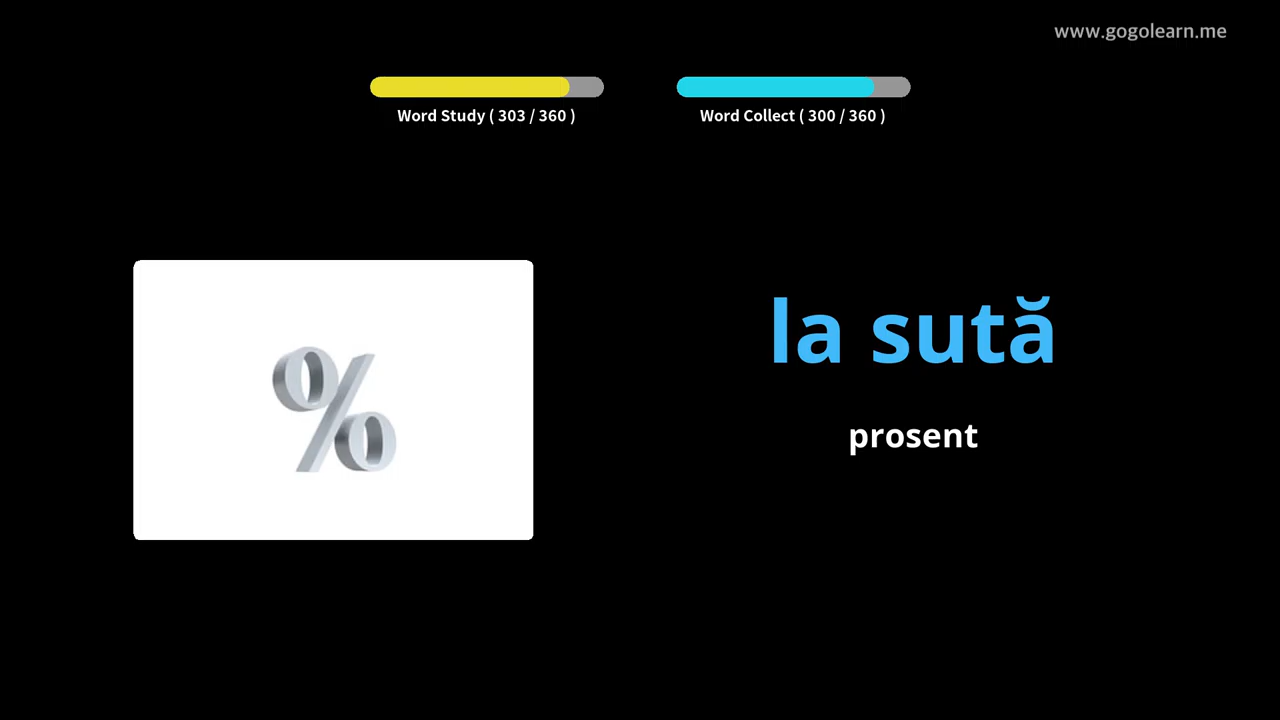 www.gogolearn.me
Word Study ( 303 / 360 )
Word Collect ( 300 / 360 )
%
la sută
prosent